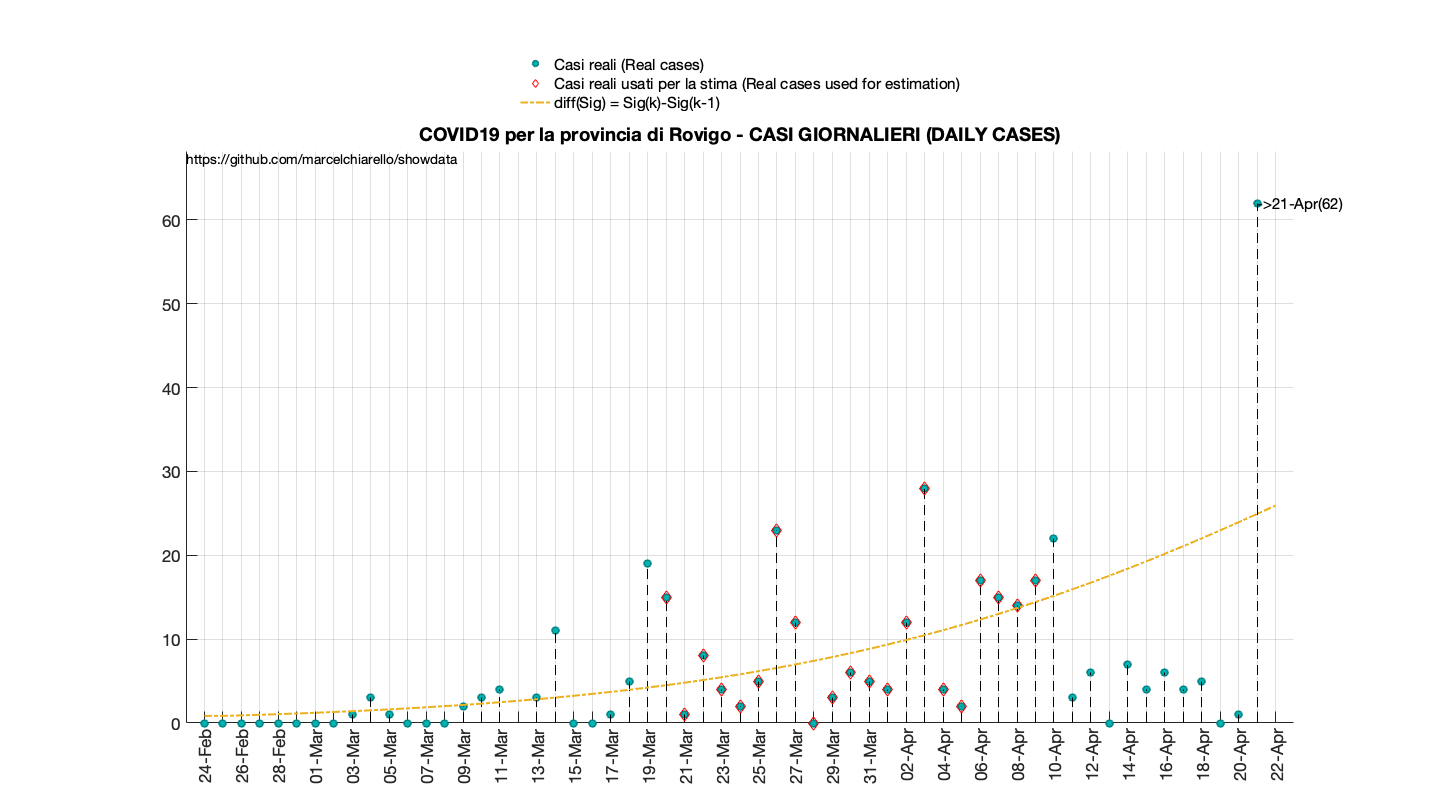 Casi reali (Real cases)
Casi reali usati per la stima (Real cases used for estimation)
diff(Sig) = Sig(k)-Sig(k-1)
COVID19 per la provincia di Rovigo - CASI GIORNALIERI (DAILY CASES)
https://github.com/marcelchiarello/showdata
>21-Apr(62)
60
50
40
30
20
10
0
24-Feb
26-Feb
28-Feb
01-Mar
03-Mar
05-Mar
07-Mar
09-Mar
11-Mar
13-Mar
15-Mar
17-Mar
19-Mar
21-Mar
23-Mar
25-Mar
27-Mar
29-Mar
31-Mar
02-Apr
04-Apr
06-Apr
08-Apr
10-Apr
12-Apr
14-Apr
16-Apr
18-Apr
20-Apr
22-Apr